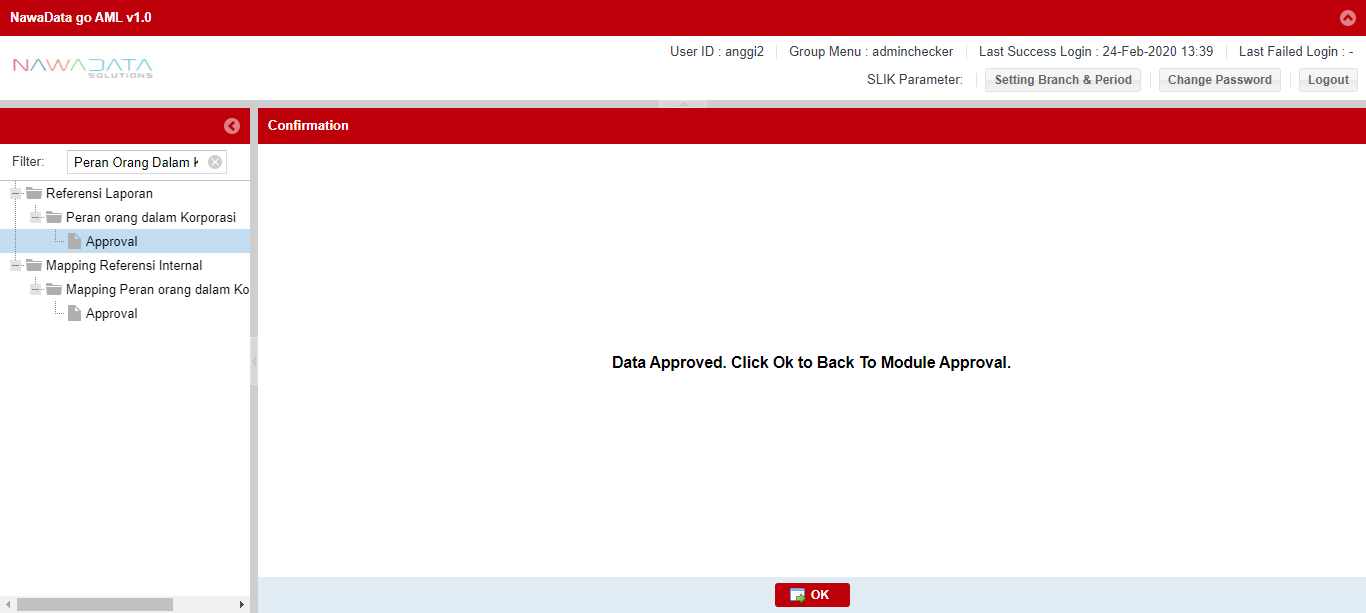 NawaData go AML v1.0
NAWADATA
SOLUTIONS
User ID : anggi2 Group Menu : adminchecker Last Success Login : 24-Feb-2020 13:39 Last Failed Login : -
SLIK Parameter: Setting Branch & Period Change Password Logout
Confirmation
Filter: Peran Orang Dalam K
Referensi Laporan
Peran orang dalam Korporasi
Approval
Mapping Referensi Internal
Mapping Peran orang dalam Ko
Approval
Data Approved. Click Ok to Back To Module Approval.
OK